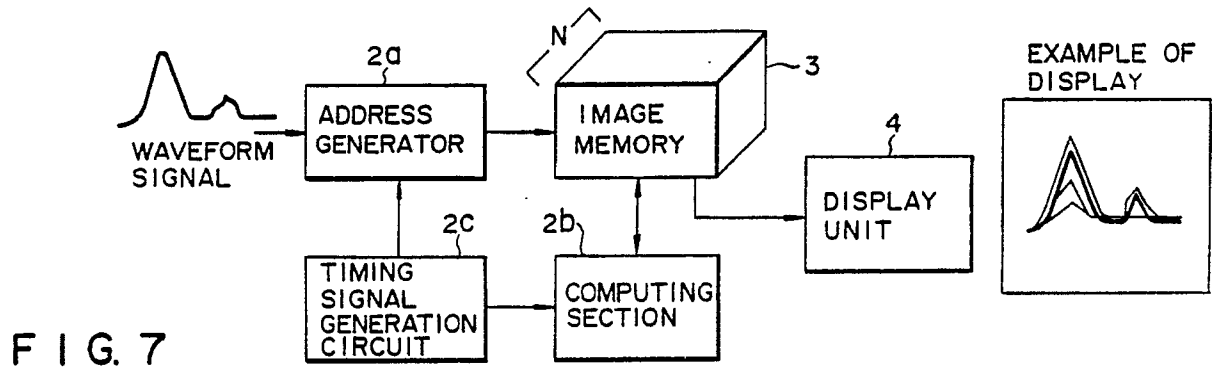 WAVEFORM
SIGNAL
2a
ADDRESS
GENERATOR
N
IMAGE
MEMORY
3
EXAMPLE OF
DISPLAY
4
DISPLAY
UNIT
2c
TIMING
SIGNAL
GENERATION
CIRCUIT
2b
COMPUTING
SECTION
FIG. 7